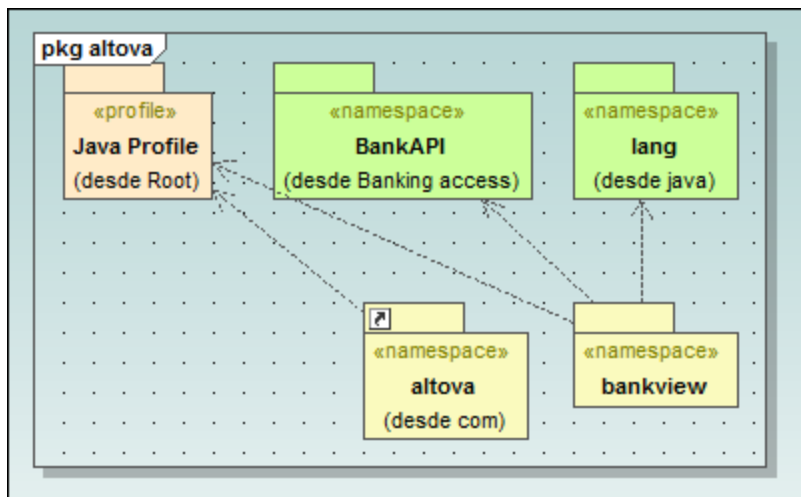 pkg altova
«profile»
Java Profile
(desde Root)
«namespace»
BankAPI
(desde Banking access)
«namespace»
lang
(desde java)
«namespace»
altova
(desde com)
«namespace»
bankview